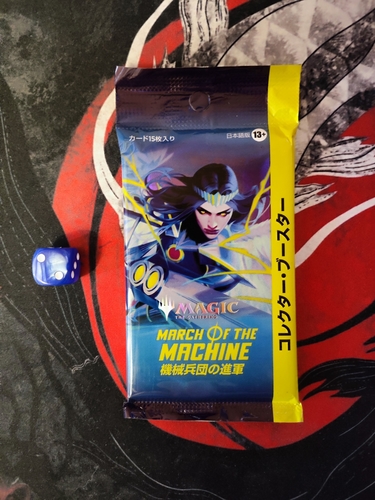 カード15枚入り
日本語版 13+
MAGIC
THE GATHERING
MARCH OF THE
MACHINE
機械兵団の進軍
コレクター・ブースター